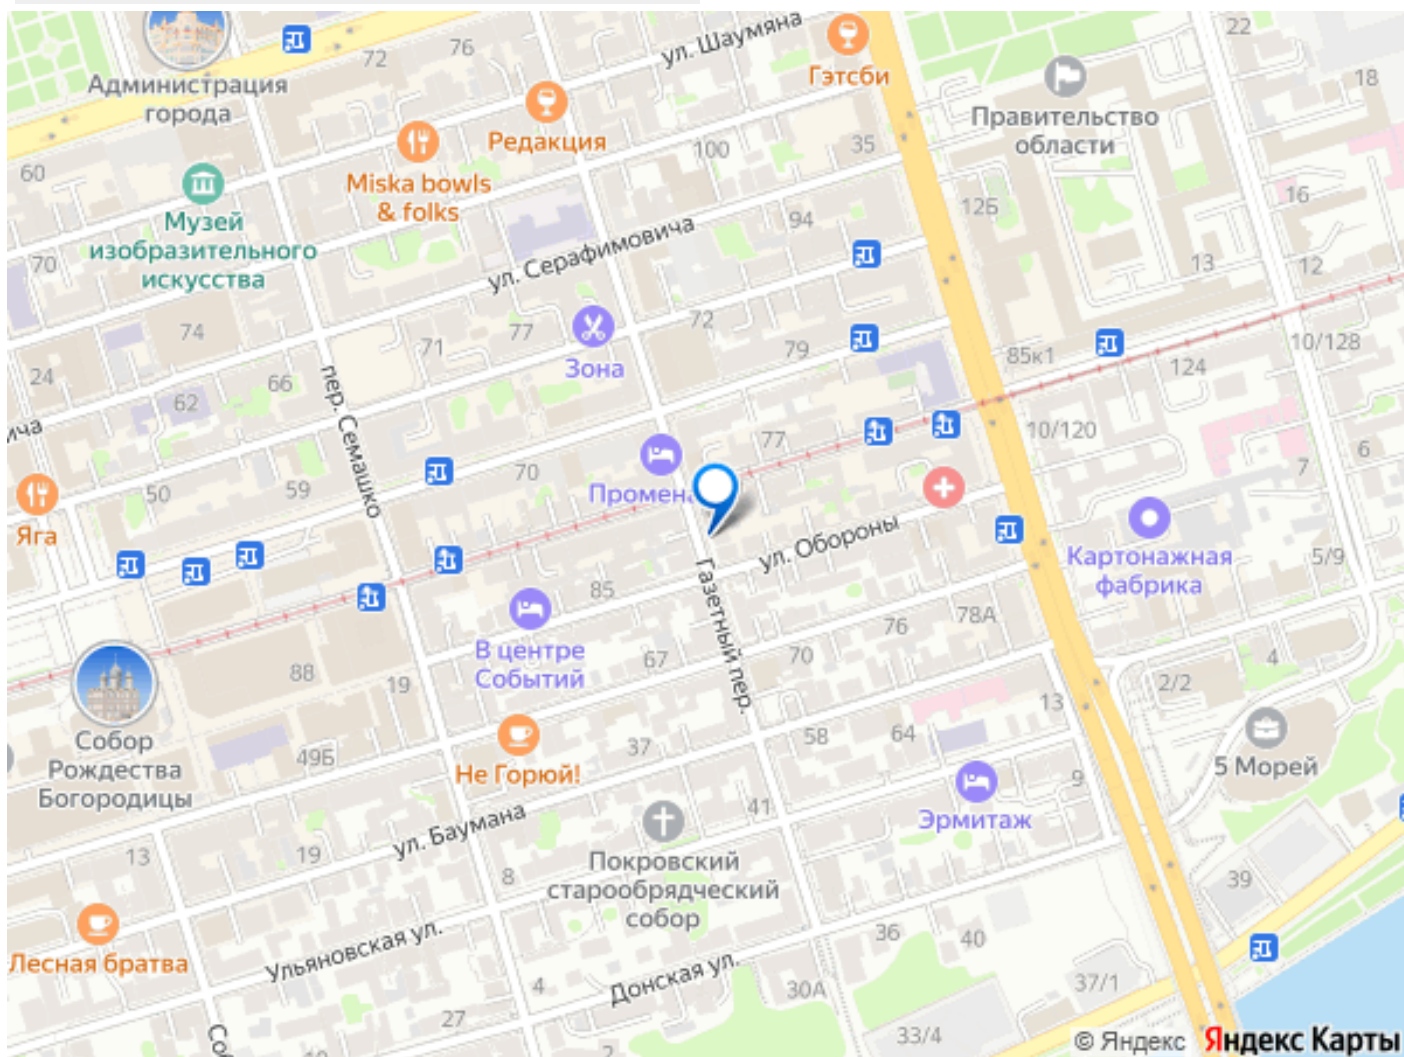 Администрация
города
72
76
ул. Шаумяна
Гэтсби
22
18
Правительство
области
Редакция
Miska bowls
& folks
100
35
60
Музей
изобразительного
искусства
70
ул. Серафимовича
94
12Б
16
13
12
74
71
77
Зона
72
79
85к1
10/128
124
24
66
62
пер. Семашко
ича
Яга
50
59
70
Промена
77
10/120
7
6
Картонажная
фабрика
5/9
ул. Обороны
Газетный пер.
85
В центре
Событий
67
76
78А
70
88
19
4
2/2
13
Собор
Рождества
Богородицы
49Б
Не Горюй!
37
58
64
5 Морей
9
Эрмитаж
41
ул. Баумана
13
19
8
Покровский
старообрядческий
собор
39
Лесная братва
Ульяновская ул.
Донская ул.
36
40
4
30А
37/1
27
33/4
2
Со
© Яндекс Яндекс Карты